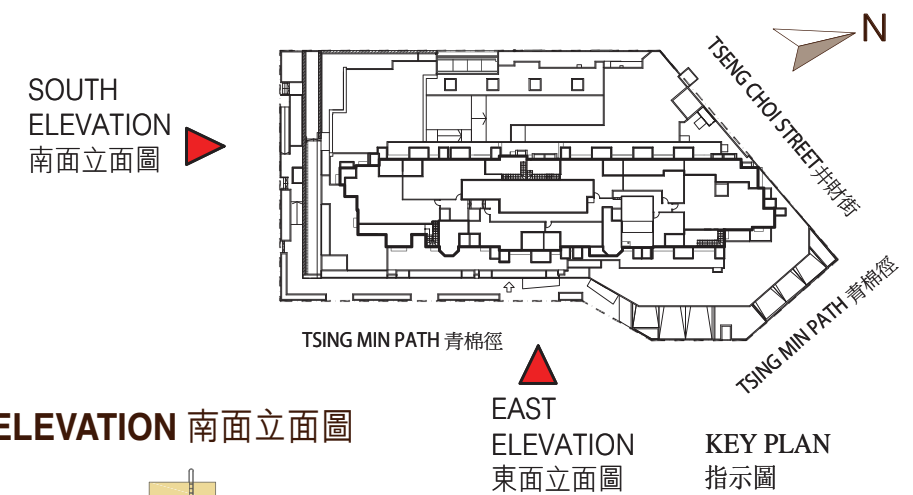 N
SOUTH
ELEVATION
南面立面圖
TSENG CHOI STREET 井財街
TSING MIN PATH 青棉徑
TSING MIN PATH 青棉徑
ELEVATION 南面立面圖
EAST
ELEVATION
東面立面圖
KEY PLAN
指示圖